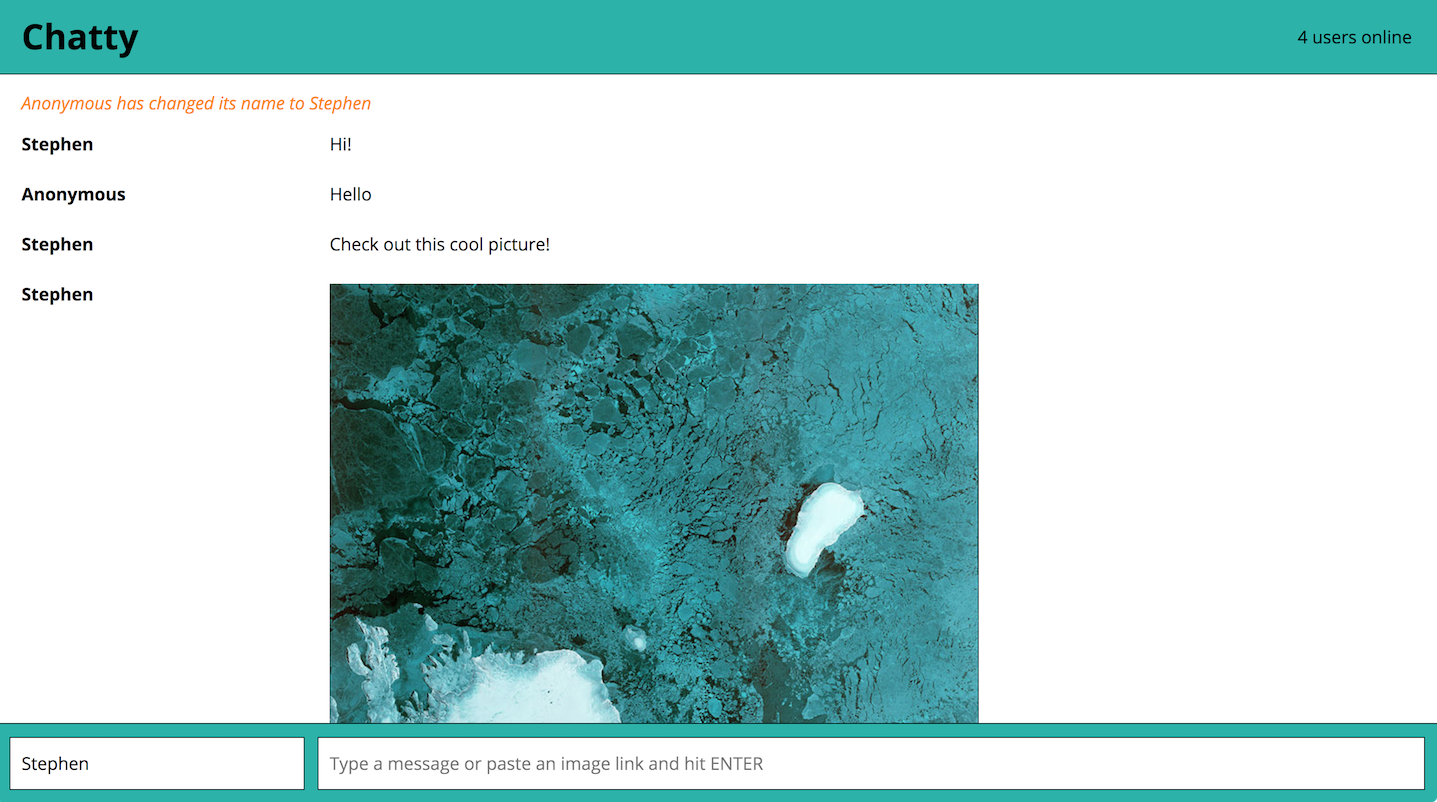 Chatty
4 users online
Anonymous has changed its name to Stephen
Stephen Hi!
Anonymous Hello
Stephen Check out this cool picture!
Stephen
Stephen
Type a message or paste an image link and hit ENTER